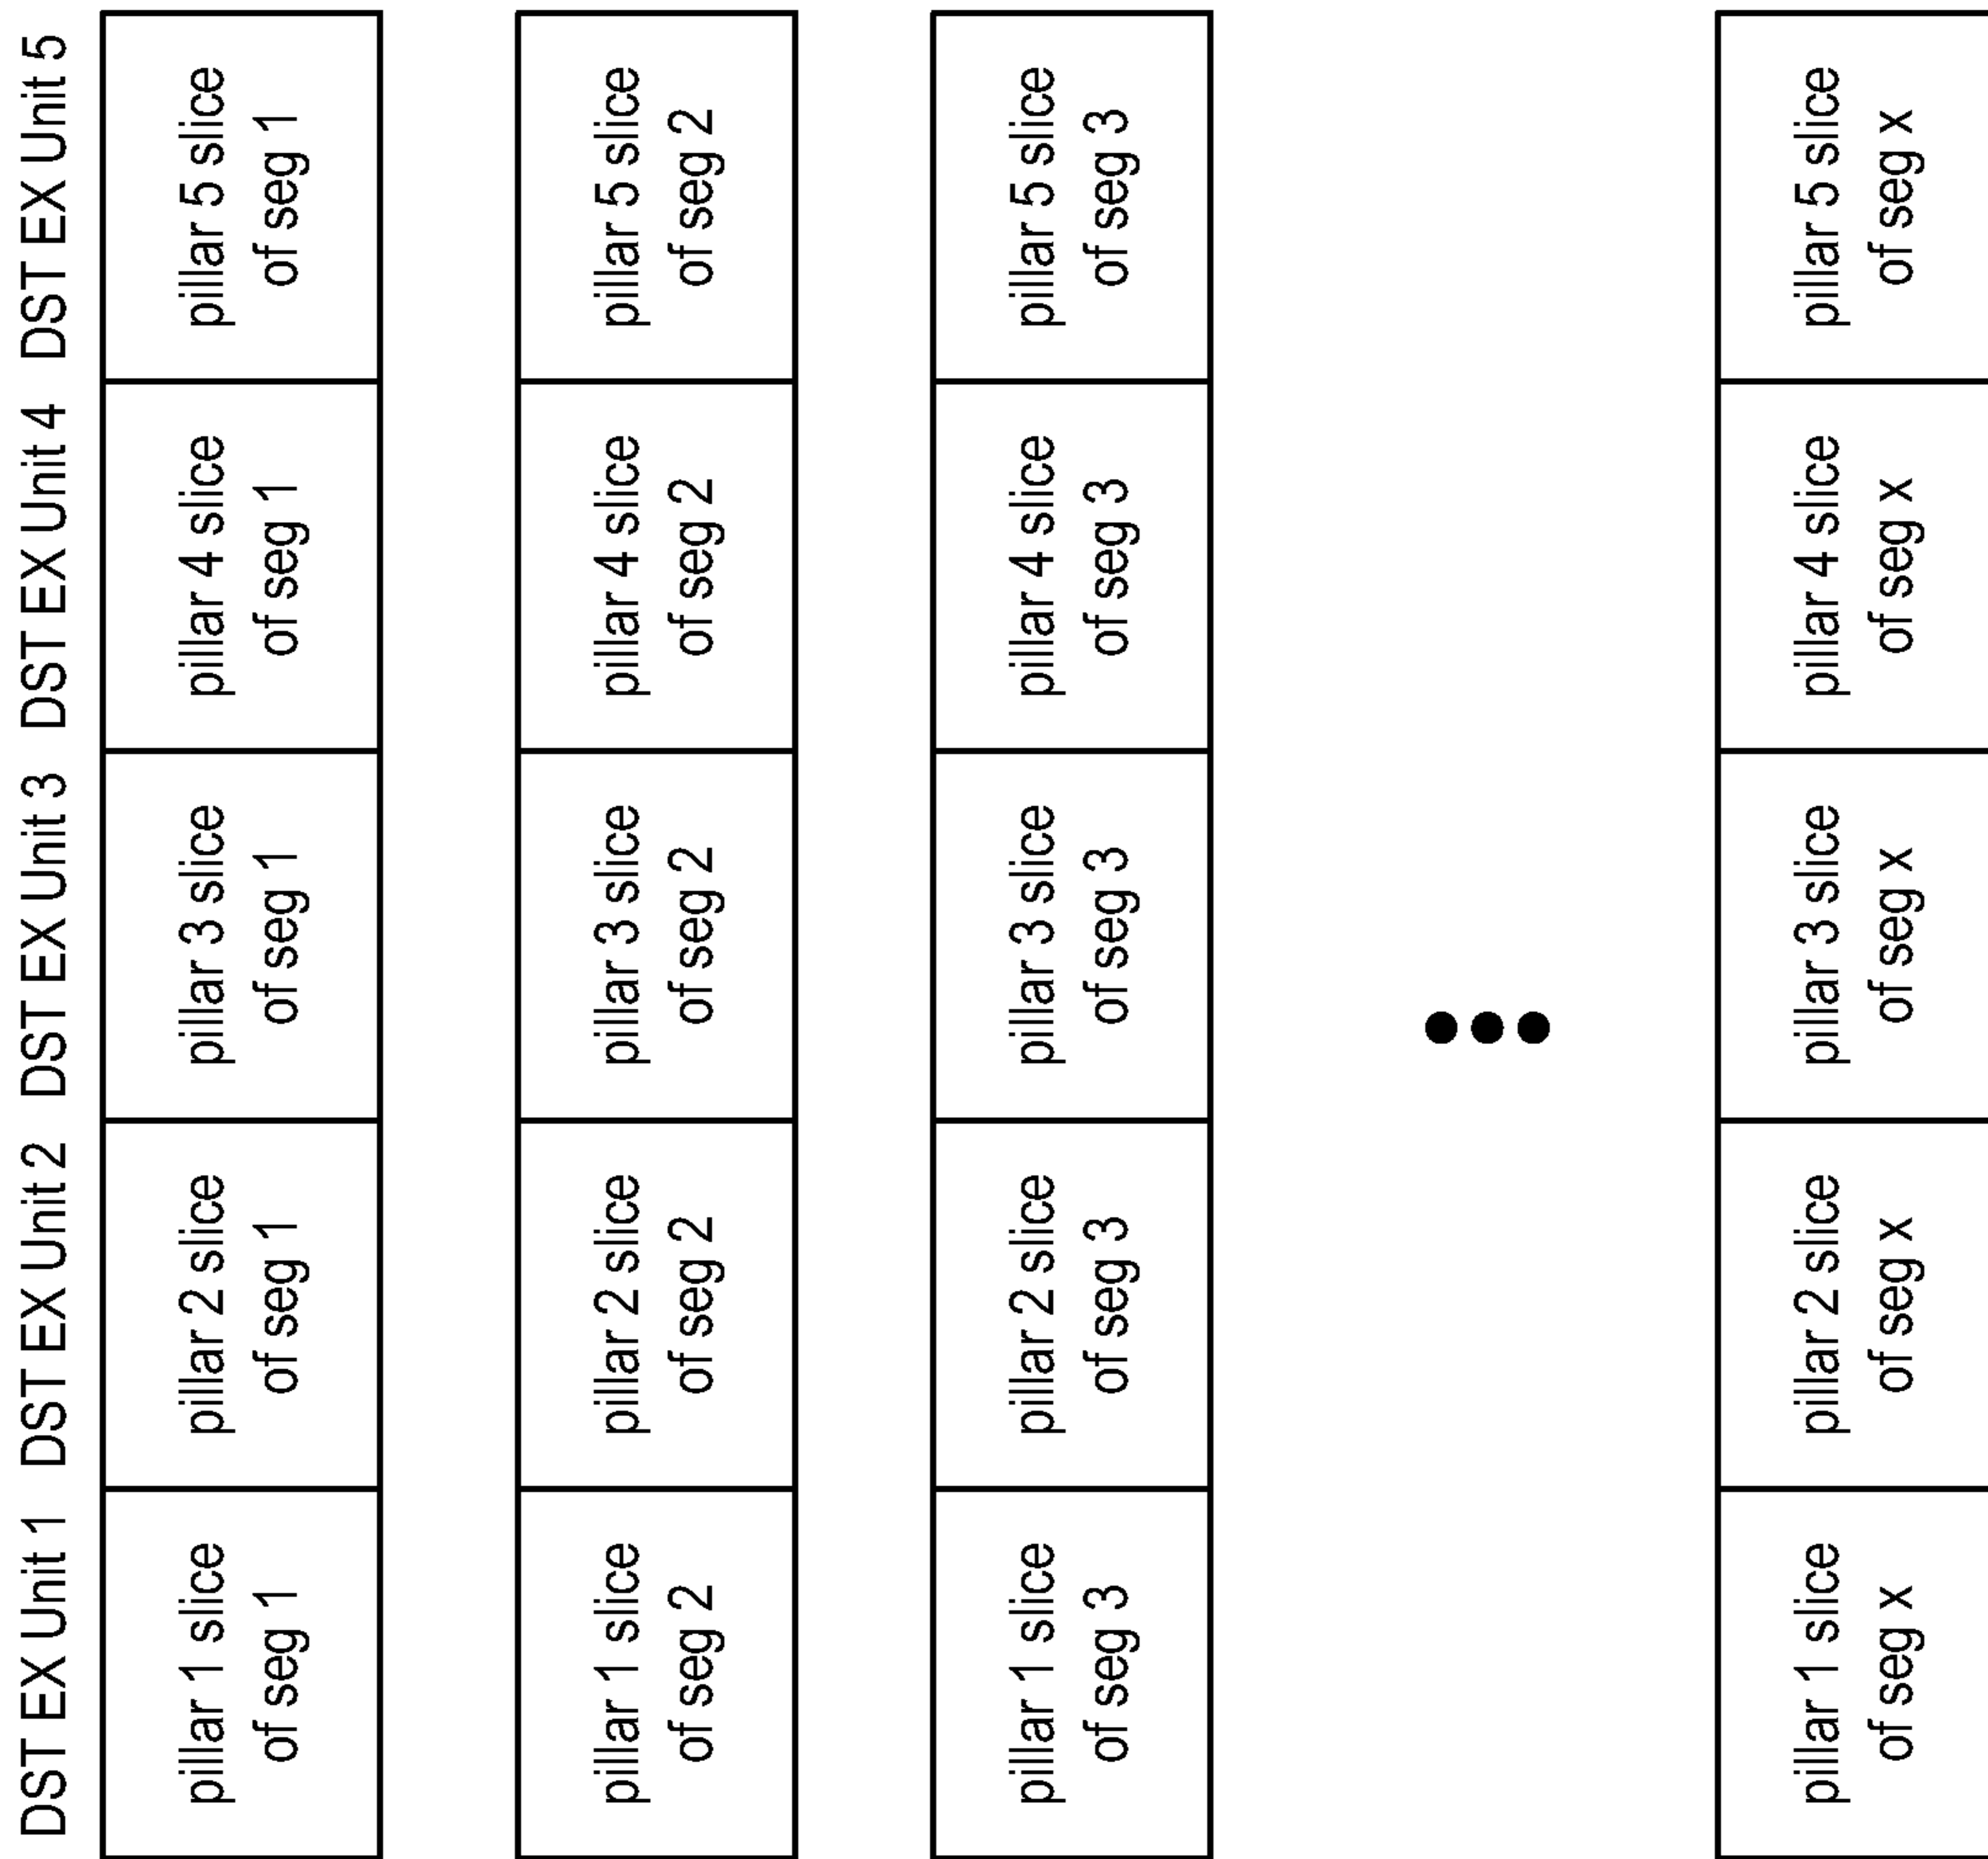 DST EX Unit 1 DST EX Unit 2 DST EX Unit 3 DST EX Unit 4 DST EX Unit 5
pillar 1 slice
of seg 1
pillar 2 slice
of seg 1
pillar 3 slice
of seg 1
pillar 4 slice
of seg 1
pillar 5 slice
of seg 1
pillar 1 slice
of seg 2
pillar 2 slice
of seg 2
pillar 3 slice
of seg 2
pillar 4 slice
of seg 2
pillar 5 slice
of seg 2
pillar 1 slice
of seg 3
pillar 2 slice
of seg 3
pillar 3 slice
of seg 3
pillar 4 slice
of seg 3
pillar 5 slice
of seg 3
pillar 1 slice
of seg x
pillar 2 slice
of seg x
pillar 3 slice
of seg x
pillar 4 slice
of seg x
pillar 5 slice
of seg x